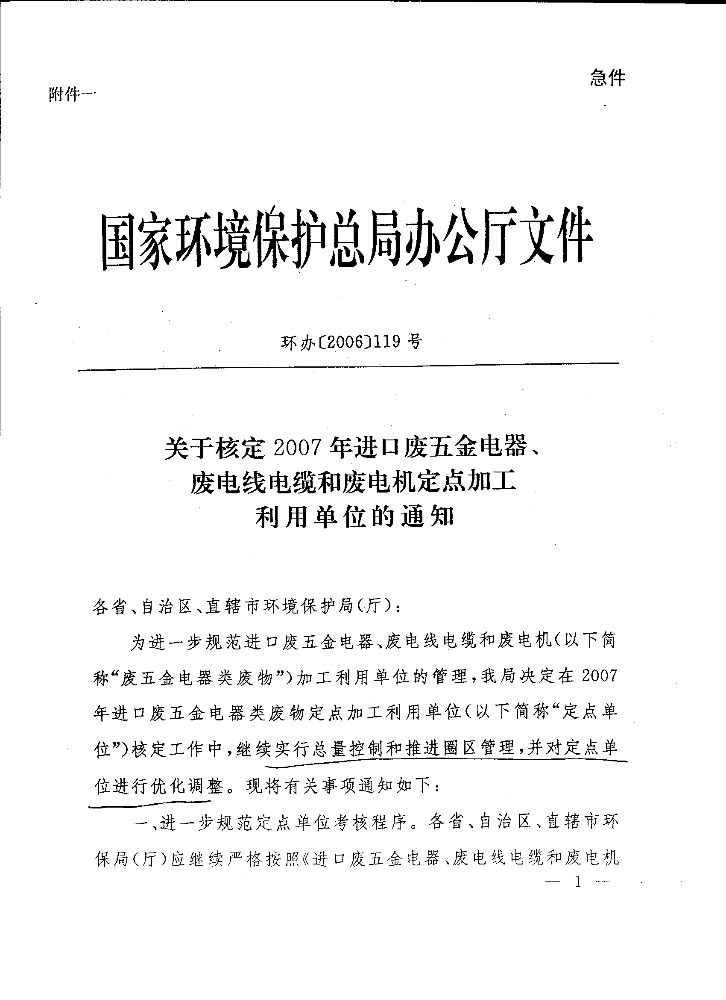 急件
附件一
国家环境保护总局办公厅文件
环办〔2006〕119 号
关于核定 2007 年进口废五金电器、
废电线电缆和废电机定点加工
利用单位的通知
各省、自治区、直辖市环境保护局(厅):
为进一步规范进口废五金电器、废电线电缆和废电机(以下简
称“废五金电器类废物”)加工利用单位的管理,我局决定在 2007
年进口废五金电器类废物定点加工利用单位(以下简称“定点单
位”)核定工作中,继续实行总量控制和推进圈区管理,并对定点单
位进行优化调整。现将有关事项通知如下:
一、进一步规范定点单位考核程序。各省、自治区、直辖市环
保局(厅)应继续严格按照《进口废五金电器、废电线电缆和废电机
— 1 —